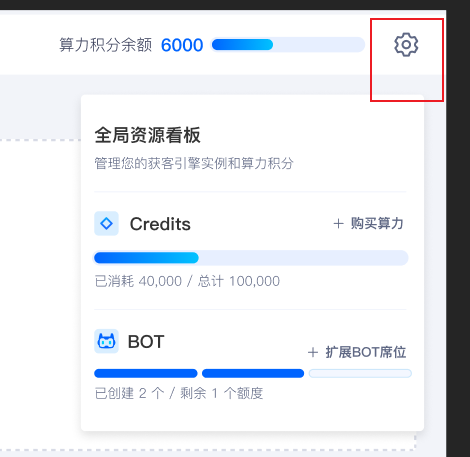 算力积分余额 6000
全局资源看板
管理您的获客引擎实例和算力积分
Credits
+ 购买算力
已消耗 40,000 / 总计 100,000
BOT
+ 扩展BOT席位
已创建 2 个 / 剩余 1 个额度